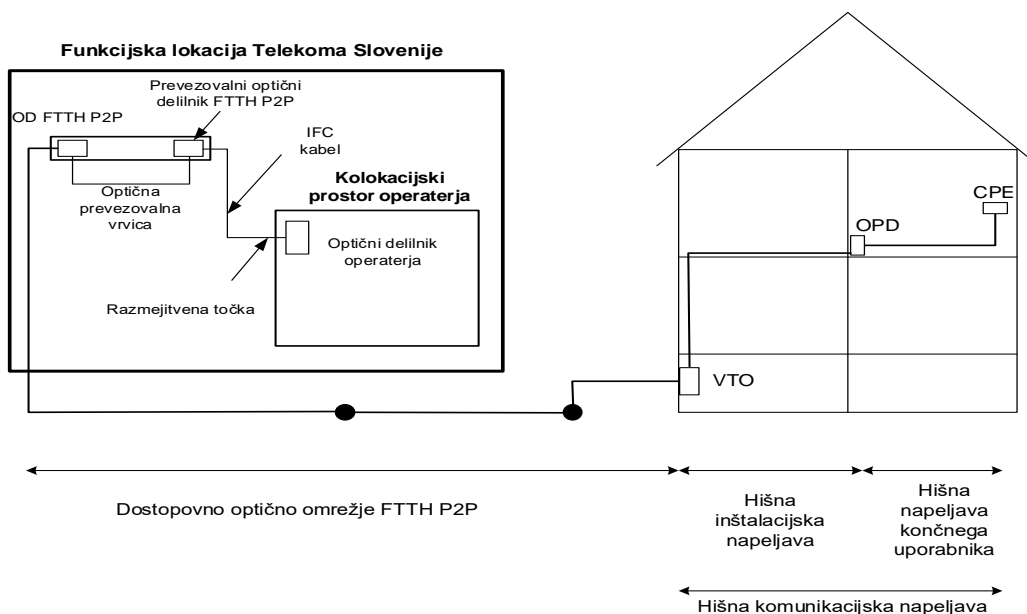 Funkcijska lokacija Telekoma Slovenije
Prevezovalni optični
delilnik FTTH P2P
OD FTTH P2P
IFC
kabel
Optična
prevezovalna
vrvica
Kolokacijski
prostor operaterja
Optični delilnik
operaterja
Razmejitvena točka
CPE
OPD
VTO
Dostopovno optično omrežje FTTH P2P
Hišna
inštalacijska
napeljava
Hišna
napeljava
končnega
uporabnika
Hišna komunikacijska napeljava